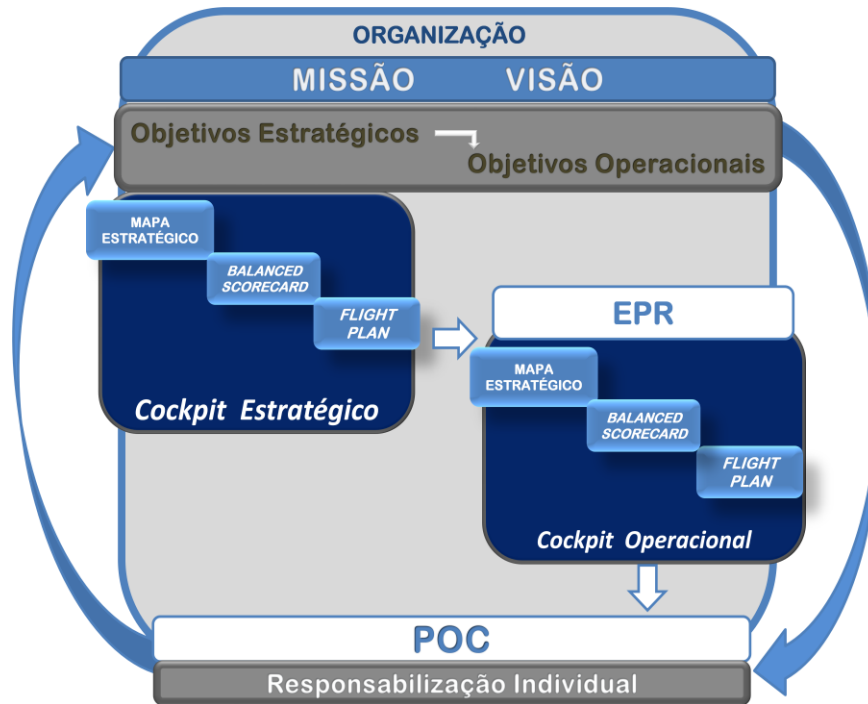 ORGANIZAÇÃO
MISSÃO VISÃO
Objetivos Estratégicos
Objetivos Operacionais
MAPA
ESTRATÉGICO
BALANCED
SCORECARD
FLIGHT
PLAN
Cockpit Estratégico
EPR
MAPA
ESTRATÉGICO
BALANCED
SCORECARD
FLIGHT
PLAN
Cockpit Operacional
POC
Responsabilização Individual